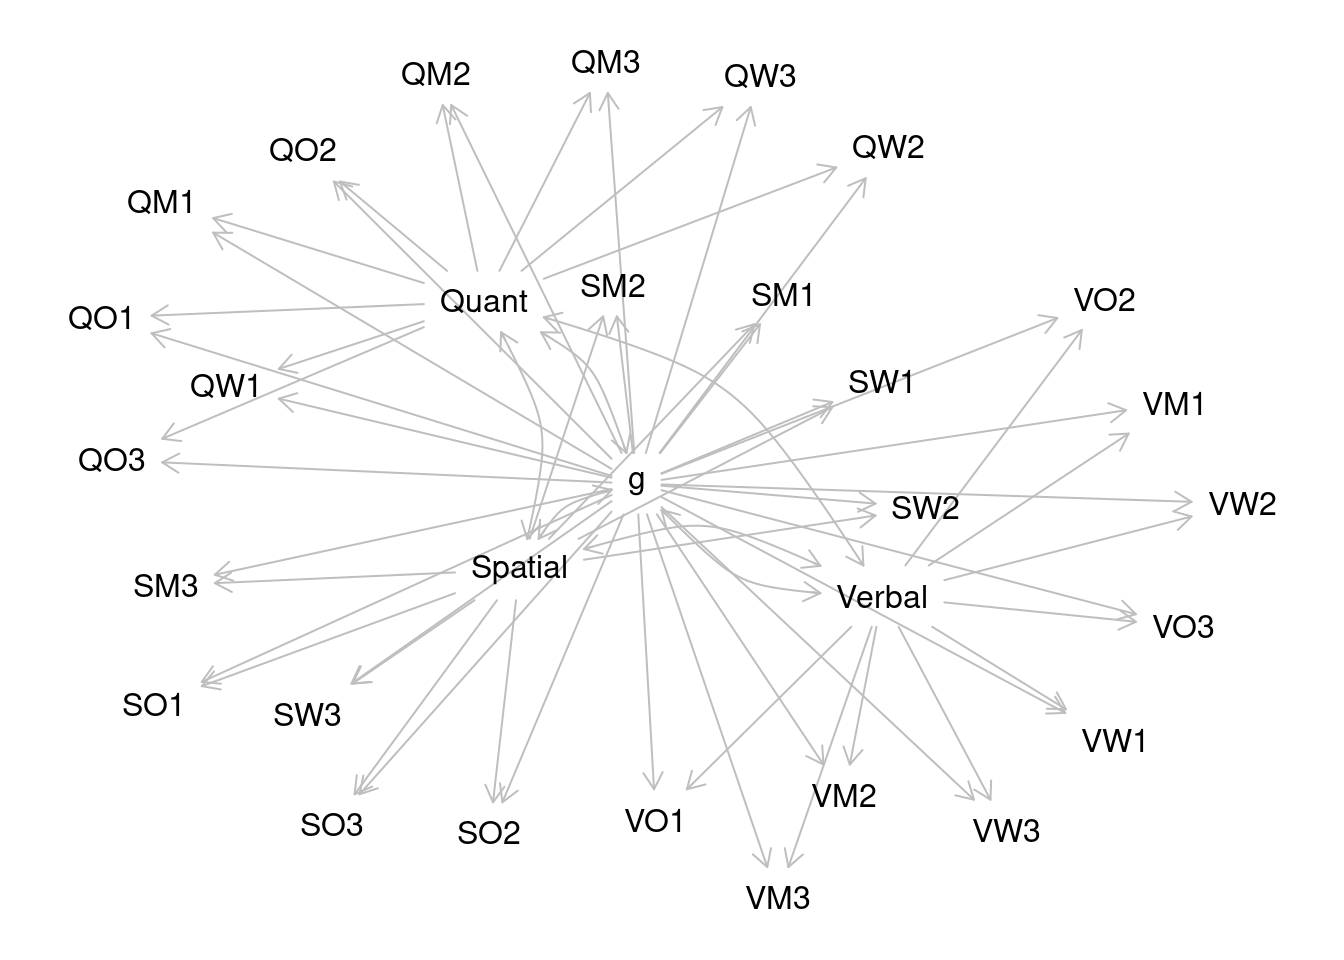 QM3
QM2
QW3
QO2
QW2
QM1
SM2
SM1
Quant
VO2
QO1
QW1
SW1
VM1
QO3
g
SW2
VW2
Spatial
SM3
Verbal
VO3
SO1
SW3
VW1
VM2
SO3
SO2
VO1
VW3
VM3